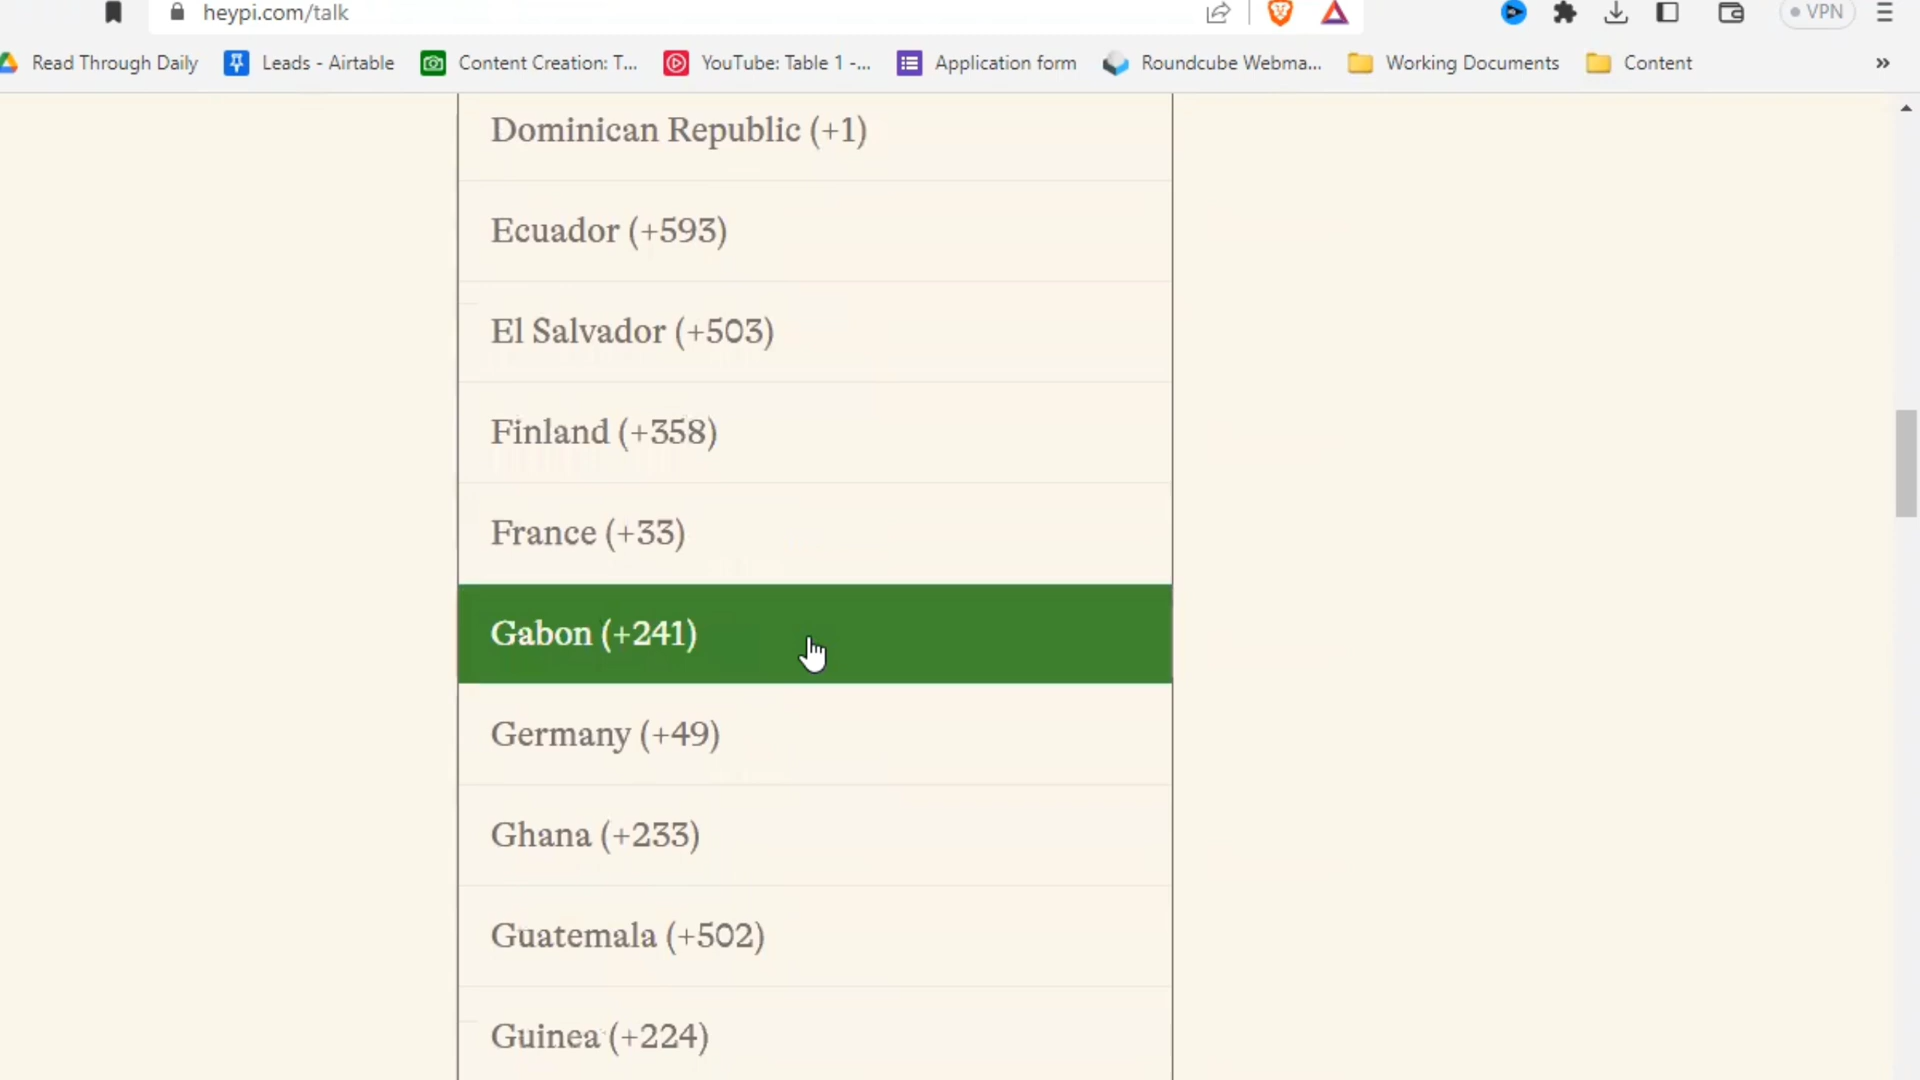 heypi.com/talk
VPN
Read Through Daily
Leads - Airtable
Content Creation: T...
YouTube: Table 1 -...
Application form
Roundcube Webma...
Working Documents
Content
»
Dominican Republic (+1)
Ecuador (+593)
El Salvador (+503)
Finland (+358)
France (+33)
Gabon (+241)
Germany (+49)
Ghana (+233)
Guatemala (+502)
Guinea (+224)